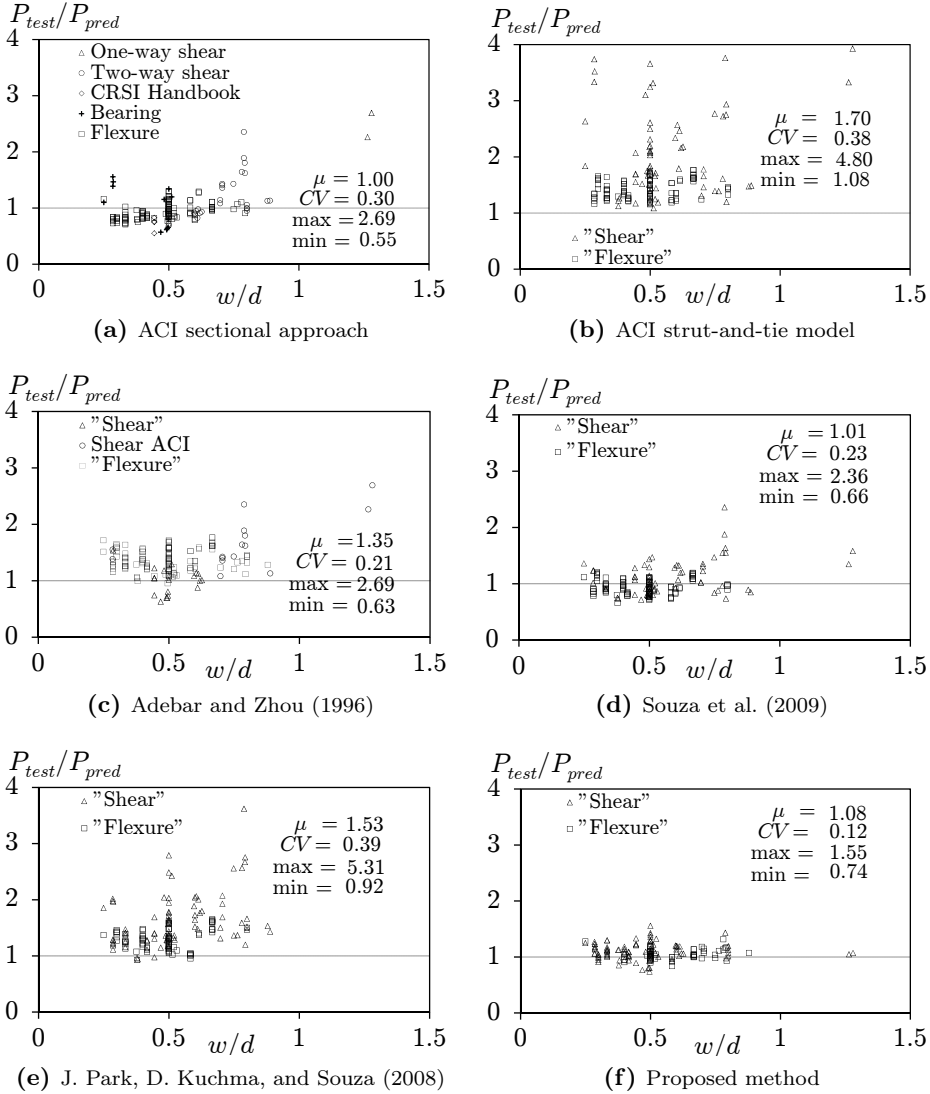 P_test/P_pred
4
3
2
1
0
0
0.5
1
1.5
w/d
One-way shear
Two-way shear
CRSI Handbook
Bearing
Flexure
μ = 1.00
CV = 0.30
max = 2.69
min = 0.55
(a) ACI sectional approach
P_test/P_pred
4
3
2
1
0
0
0.5
1
1.5
w/d
μ = 1.70
CV = 0.38
max = 4.80
min = 1.08
"Shear"
"Flexure"
(b) ACI strut-and-tie model
P_test/P_pred
4
3
2
1
0
0
0.5
1
1.5
w/d
"Shear"
Shear ACI
"Flexure"
μ = 1.35
CV = 0.21
max = 2.69
min = 0.63
(c) Adebar and Zhou (1996)
P_test/P_pred
4
3
2
1
0
0
0.5
1
1.5
w/d
"Shear"
"Flexure"
μ = 1.01
CV = 0.23
max = 2.36
min = 0.66
(d) Souza et al. (2009)
P_test/P_pred
4
3
2
1
0
0
0.5
1
1.5
w/d
"Shear"
"Flexure"
μ = 1.53
CV = 0.39
max = 5.31
min = 0.92
(e) J. Park, D. Kuchma, and Souza (2008)
P_test/P_pred
4
3
2
1
0
0
0.5
1
1.5
w/d
"Shear"
"Flexure"
μ = 1.08
CV = 0.12
max = 1.55
min = 0.74
(f) Proposed method